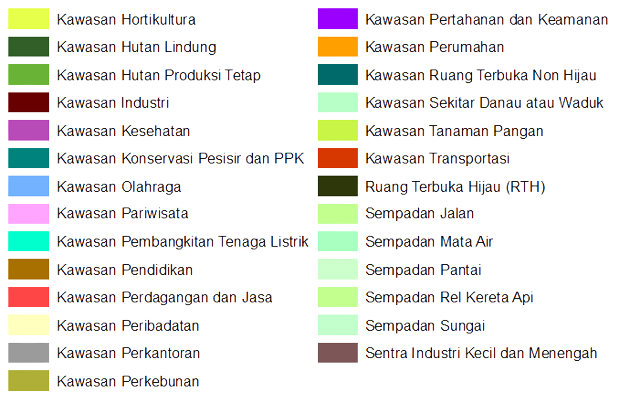 Kawasan Hortikultura
Kawasan Hutan Lindung
Kawasan Hutan Produksi Tetap
Kawasan Industri
Kawasan Kesehatan
Kawasan Konservasi Pesisir dan PPK
Kawasan Olahraga
Kawasan Pariwisata
Kawasan Pembangkitan Tenaga Listrik
Kawasan Pendidikan
Kawasan Perdagangan dan Jasa
Kawasan Peribadatan
Kawasan Perkantoran
Kawasan Perkebunan
Kawasan Pertahanan dan Keamanan
Kawasan Perumahan
Kawasan Ruang Terbuka Non Hijau
Kawasan Sekitar Danau atau Waduk
Kawasan Tanaman Pangan
Kawasan Transportasi
Ruang Terbuka Hijau (RTH)
Sempadan Jalan
Sempadan Mata Air
Sempadan Pantai
Sempadan Rel Kereta Api
Sempadan Sungai
Sentra Industri Kecil dan Menengah